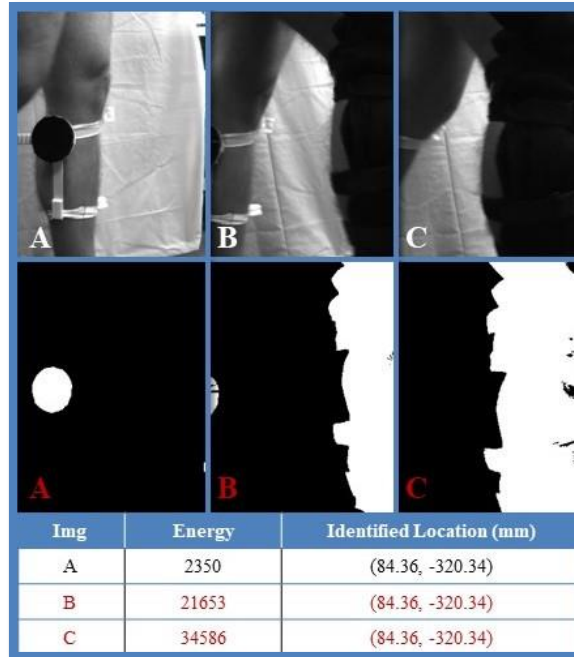 A B C
A B C
Img Energy Identified Location (mm)
A 2350 (84.36, -320.34)
B 21653 (84.36, -320.34)
C 34586 (84.36, -320.34)